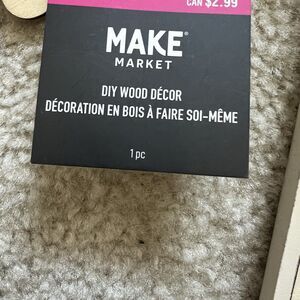 CAN $2.99
MAKE®
MARKET
DIY WOOD DÉCOR
DÉCORATION EN BOIS À FAIRE SOI-MÊME
1 pc